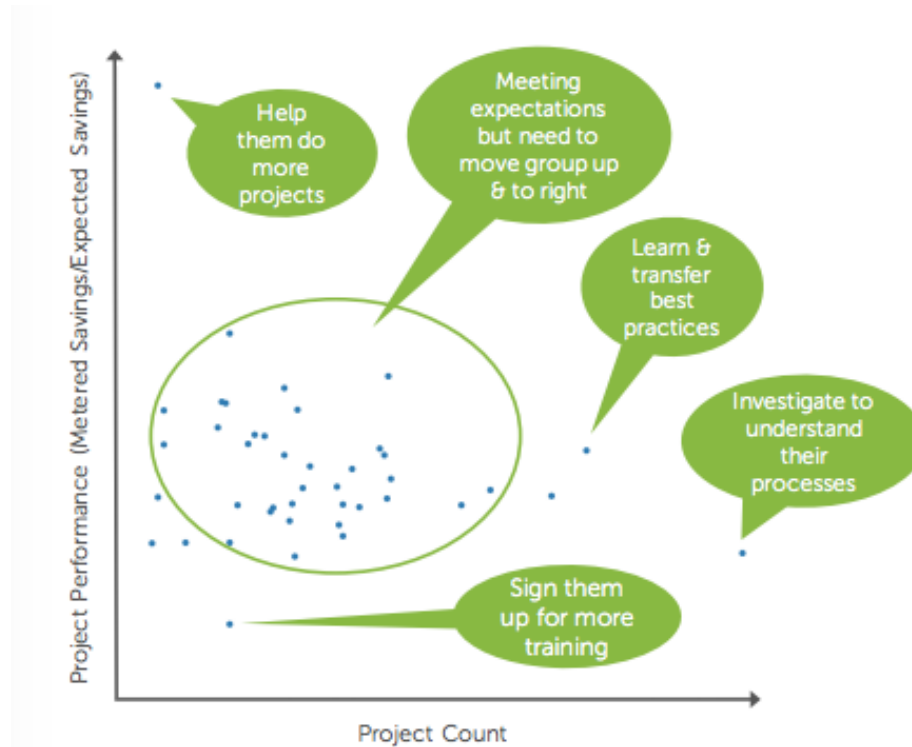 Project Performance (Metered Savings/Expected Savings)
Help
them do
more
projects
Meeting
expectations
but need to
move group up
& to right
Learn &
transfer
best
practices
Investigate to
understand
their
processes
Sign them
up for more
training
Project Count